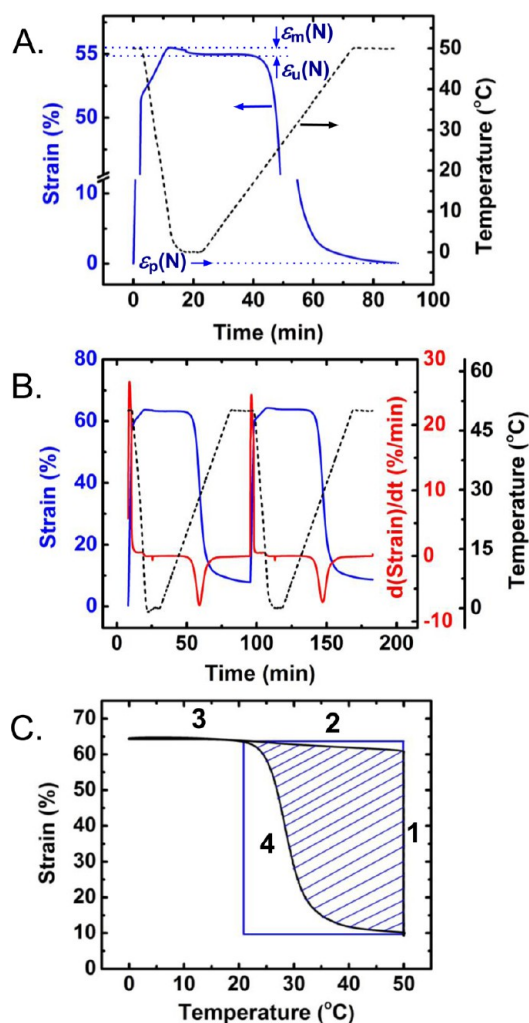 A.
Strain (%)
55
50
10
0
εm(N)
εu(N)
εp(N)
50
40
30
20
10
0
Temperature (°C)
0 20 40 60 80 100
Time (min)
B.
Strain (%)
80
60
40
20
0
30
20
10
0
-10
d(Strain)/dt (%/min)
60
45
30
15
0
Temperature (°C)
0 50 100 150 200
Time (min)
C.
Strain (%)
70
60
50
40
30
20
10
0
3
2
1
4
0 10 20 30 40 50
Temperature (°C)